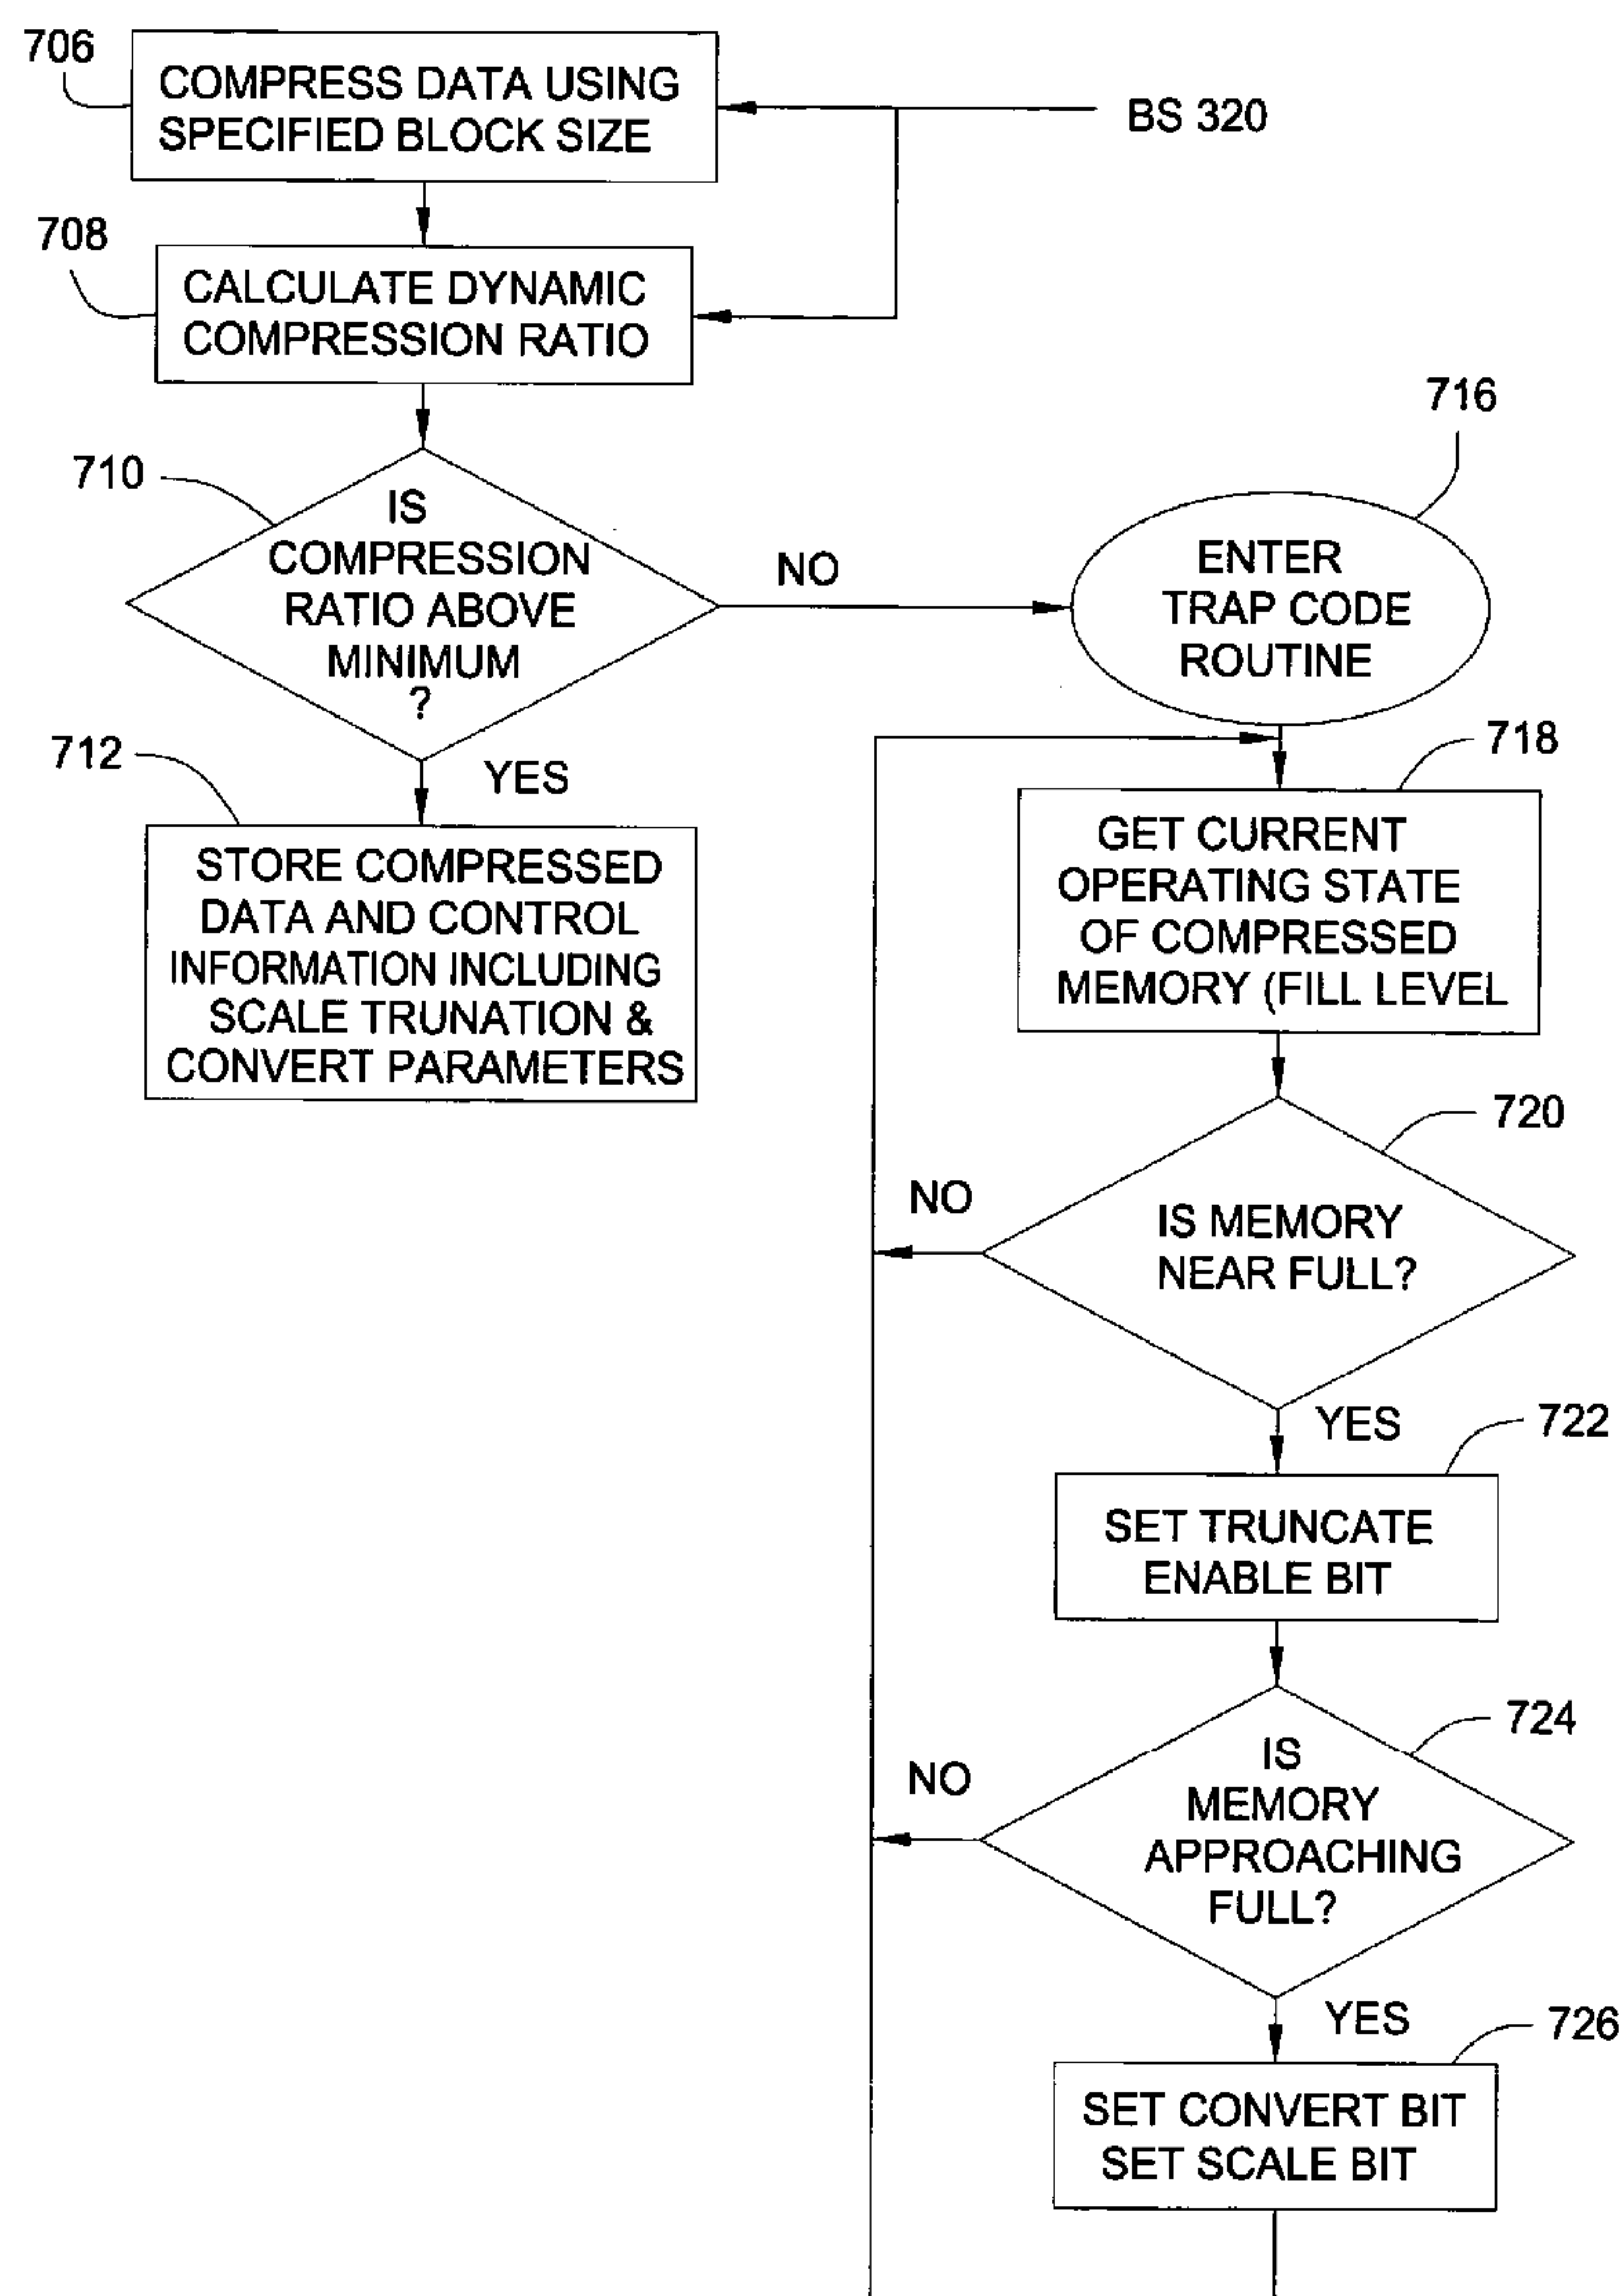 706
COMPRESS DATA USING
SPECIFIED BLOCK SIZE
BS 320
708
CALCULATE DYNAMIC
COMPRESSION RATIO
710
IS
COMPRESSION
RATIO ABOVE
MINIMUM
?
NO
YES
712
STORE COMPRESSED
DATA AND CONTROL
INFORMATION INCLUDING
SCALE TRUNATION &
CONVERT PARAMETERS
716
ENTER
TRAP CODE
ROUTINE
718
GET CURRENT
OPERATING STATE
OF COMPRESSED
MEMORY (FILL LEVEL
720
IS MEMORY
NEAR FULL?
NO
YES
722
SET TRUNCATE
ENABLE BIT
724
IS
MEMORY
APPROACHING
FULL?
NO
YES
726
SET CONVERT BIT
SET SCALE BIT